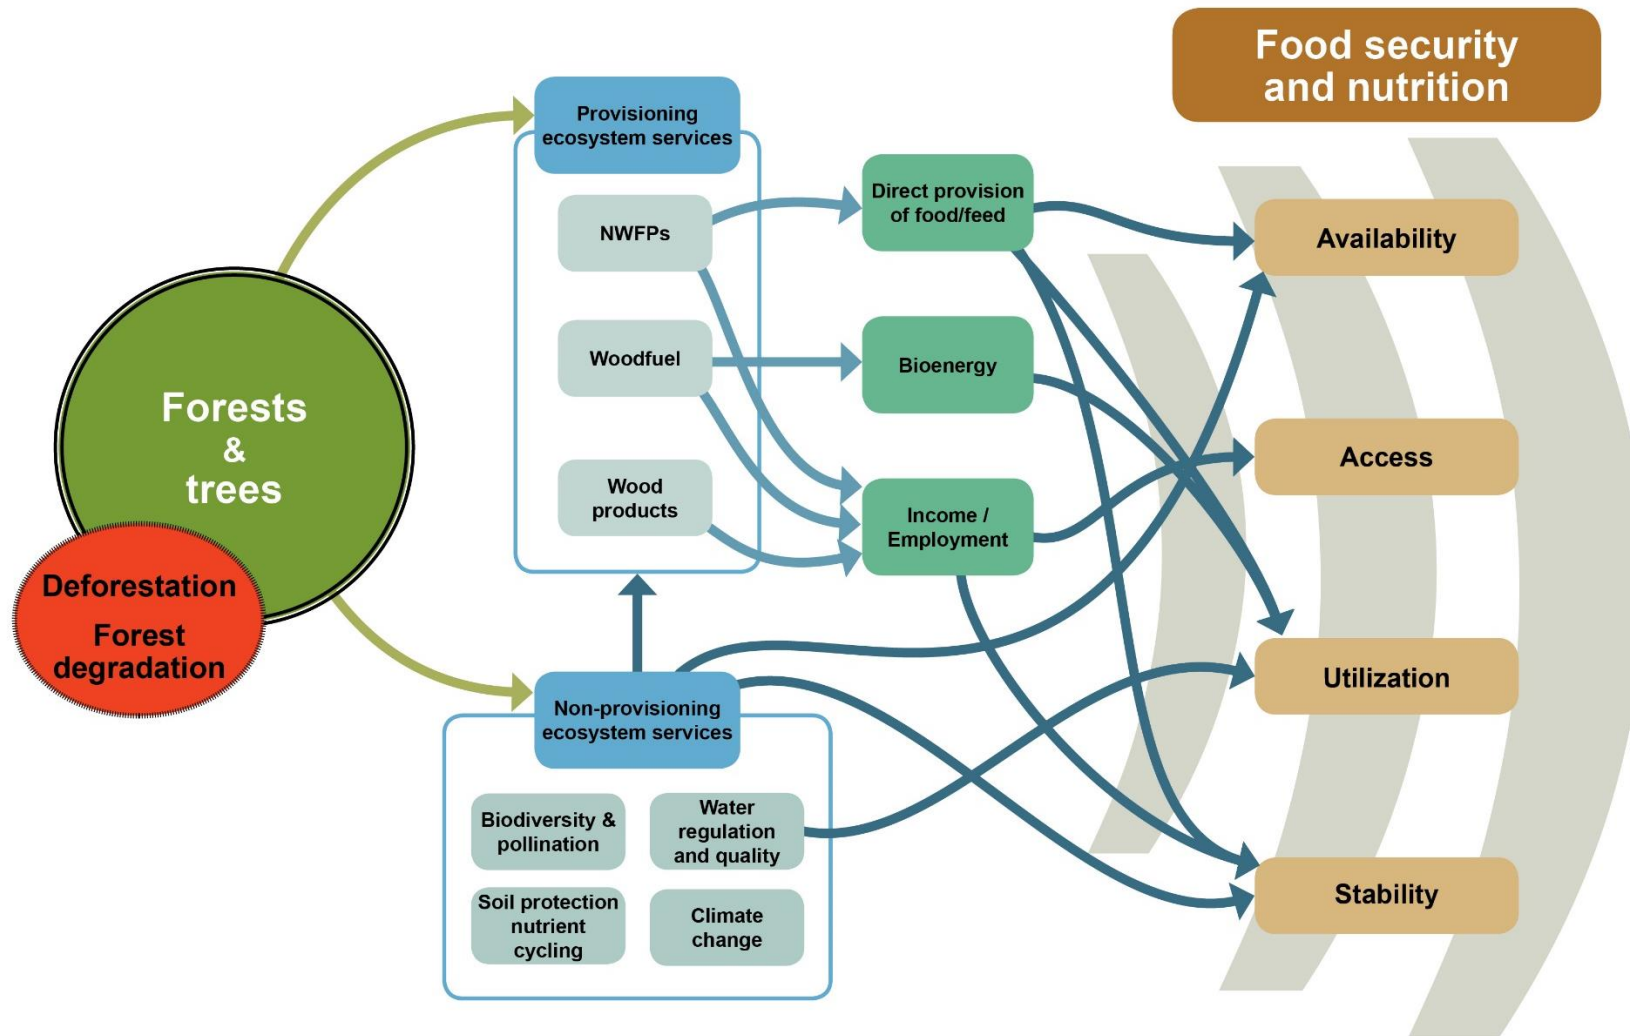 Food security
and nutrition
Provisioning
ecosystem services
NWFPs
Woodfuel
Wood
products
Direct provision
of food/feed
Bioenergy
Income /
Employment
Availability
Access
Utilization
Stability
Forests
&
trees
Deforestation
Forest
degradation
Non-provisioning
ecosystem services
Biodiversity &
pollination
Water
regulation
and quality
Soil protection
nutrient
cycling
Climate
change